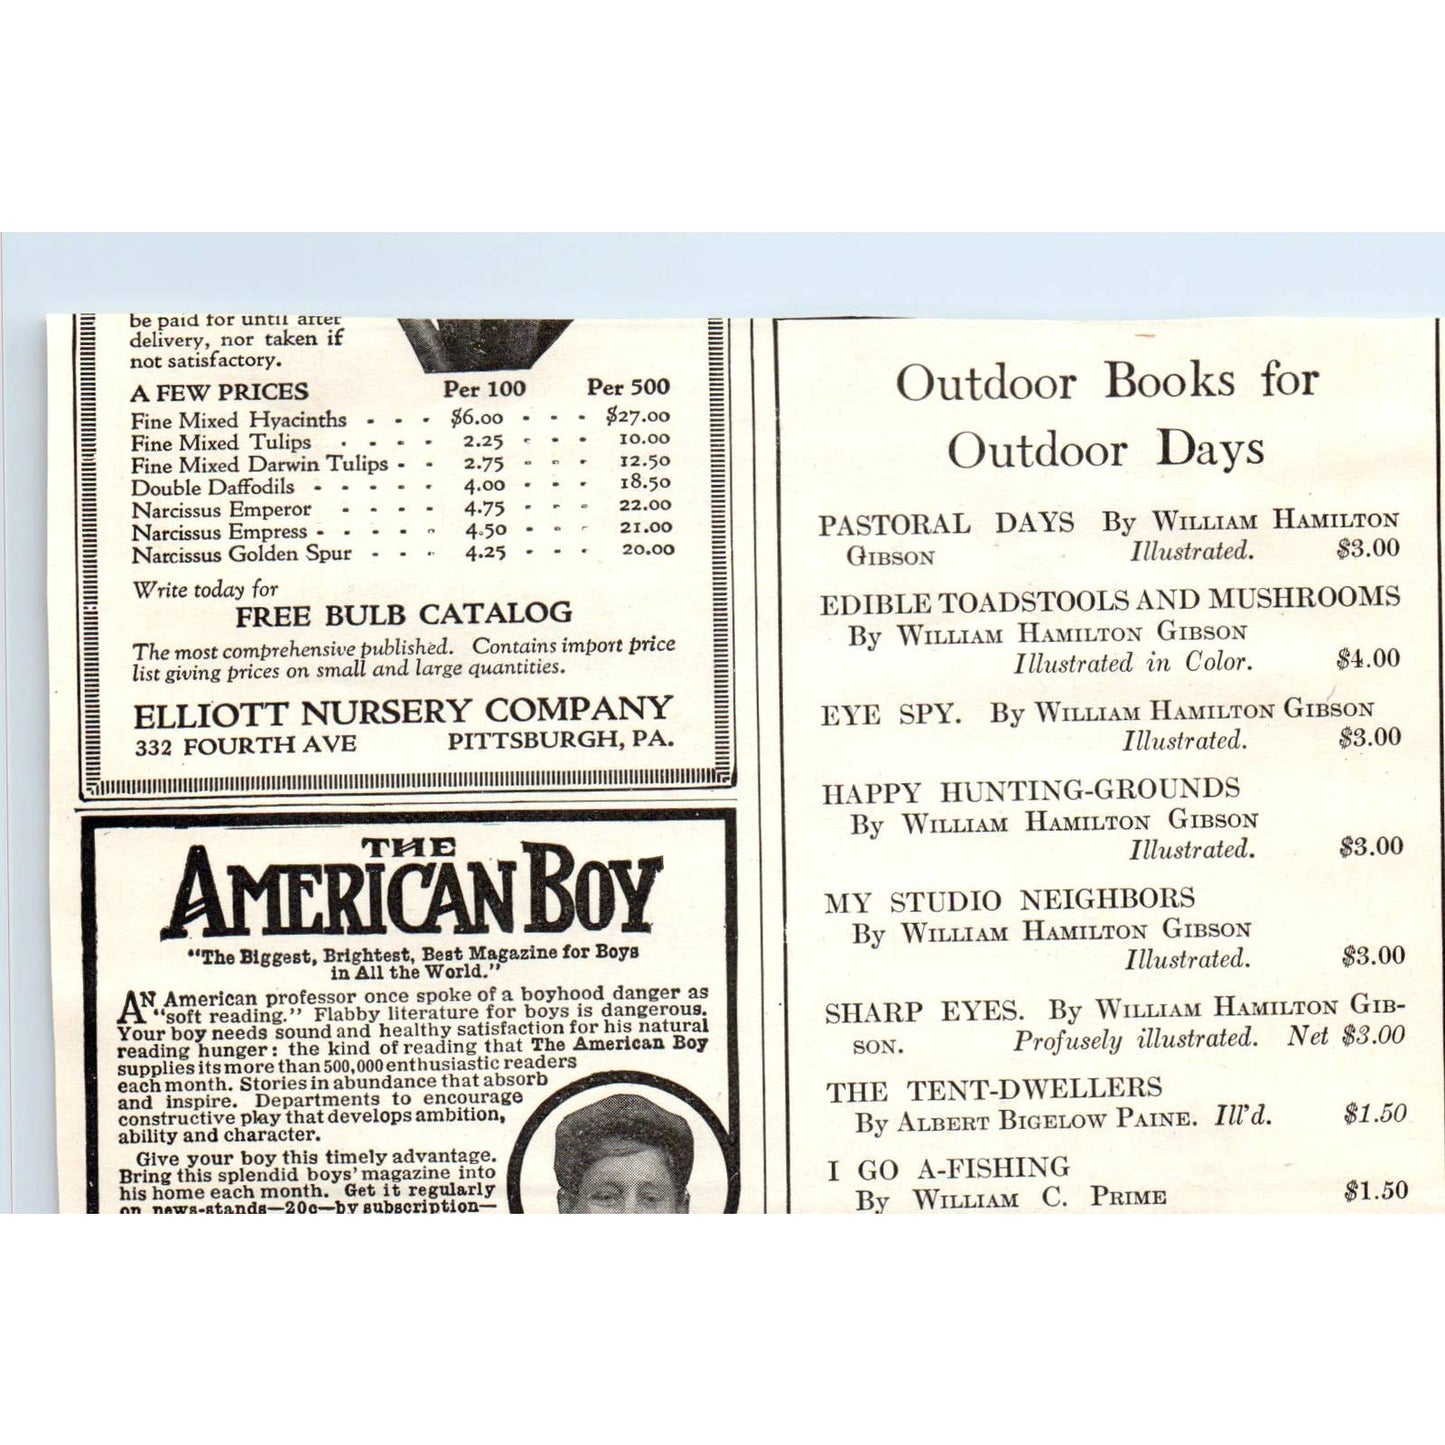 be paid for until after
delivery, nor taken if
not satisfactory.
A FEW PRICES Per 100 Per 500
Fine Mixed Hyacinths - - - $6.00 - - - $27.00
Fine Mixed Tulips - - - - 2.25 - - - 10.00
Fine Mixed Darwin Tulips - - 2.75 - - - 12.50
Double Daffodils - - - - - 4.00 - - - 18.50
Narcissus Emperor - - - - 4.75 - - - 22.00
Narcissus Empress - - - - - 4.50 - - - 21.00
Narcissus Golden Spur - - - 4.25 - - - 20.00
Write today for
FREE BULB CATALOG
The most comprehensive published. Contains import price
list giving prices on small and large quantities.
ELLIOTT NURSERY COMPANY
332 FOURTH AVE PITTSBURGH, PA.
THE
AMERICAN BOY
"The Biggest, Brightest, Best Magazine for Boys
in All the World."
AN American professor once spoke of a boyhood danger as
"soft reading." Flabby literature for boys is dangerous.
Your boy needs sound and healthy satisfaction for his natural
reading hunger: the kind of reading that The American Boy
supplies its more than 500,000 enthusiastic readers
each month. Stories in abundance that absorb
and inspire. Departments to encourage
constructive play that develops ambition,
ability and character.
Give your boy this timely advantage.
Bring this splendid boys' magazine into
his home each month. Get it regularly
on news-stands—20c—by subscription—
Outdoor Books for
Outdoor Days
PASTORAL DAYS By WILLIAM HAMILTON
GIBSON Illustrated. $3.00
EDIBLE TOADSTOOLS AND MUSHROOMS
By WILLIAM HAMILTON GIBSON
Illustrated in Color. $4.00
EYE SPY. By WILLIAM HAMILTON GIBSON
Illustrated. $3.00
HAPPY HUNTING-GROUNDS
By WILLIAM HAMILTON GIBSON
Illustrated. $3.00
MY STUDIO NEIGHBORS
By WILLIAM HAMILTON GIBSON
Illustrated. $3.00
SHARP EYES. By WILLIAM HAMILTON GIB-
SON. Profusely illustrated. Net $3.00
THE TENT-DWELLERS
By ALBERT BIGELOW PAINE. Ill'd. $1.50
I GO A-FISHING
By WILLIAM C. PRIME $1.50